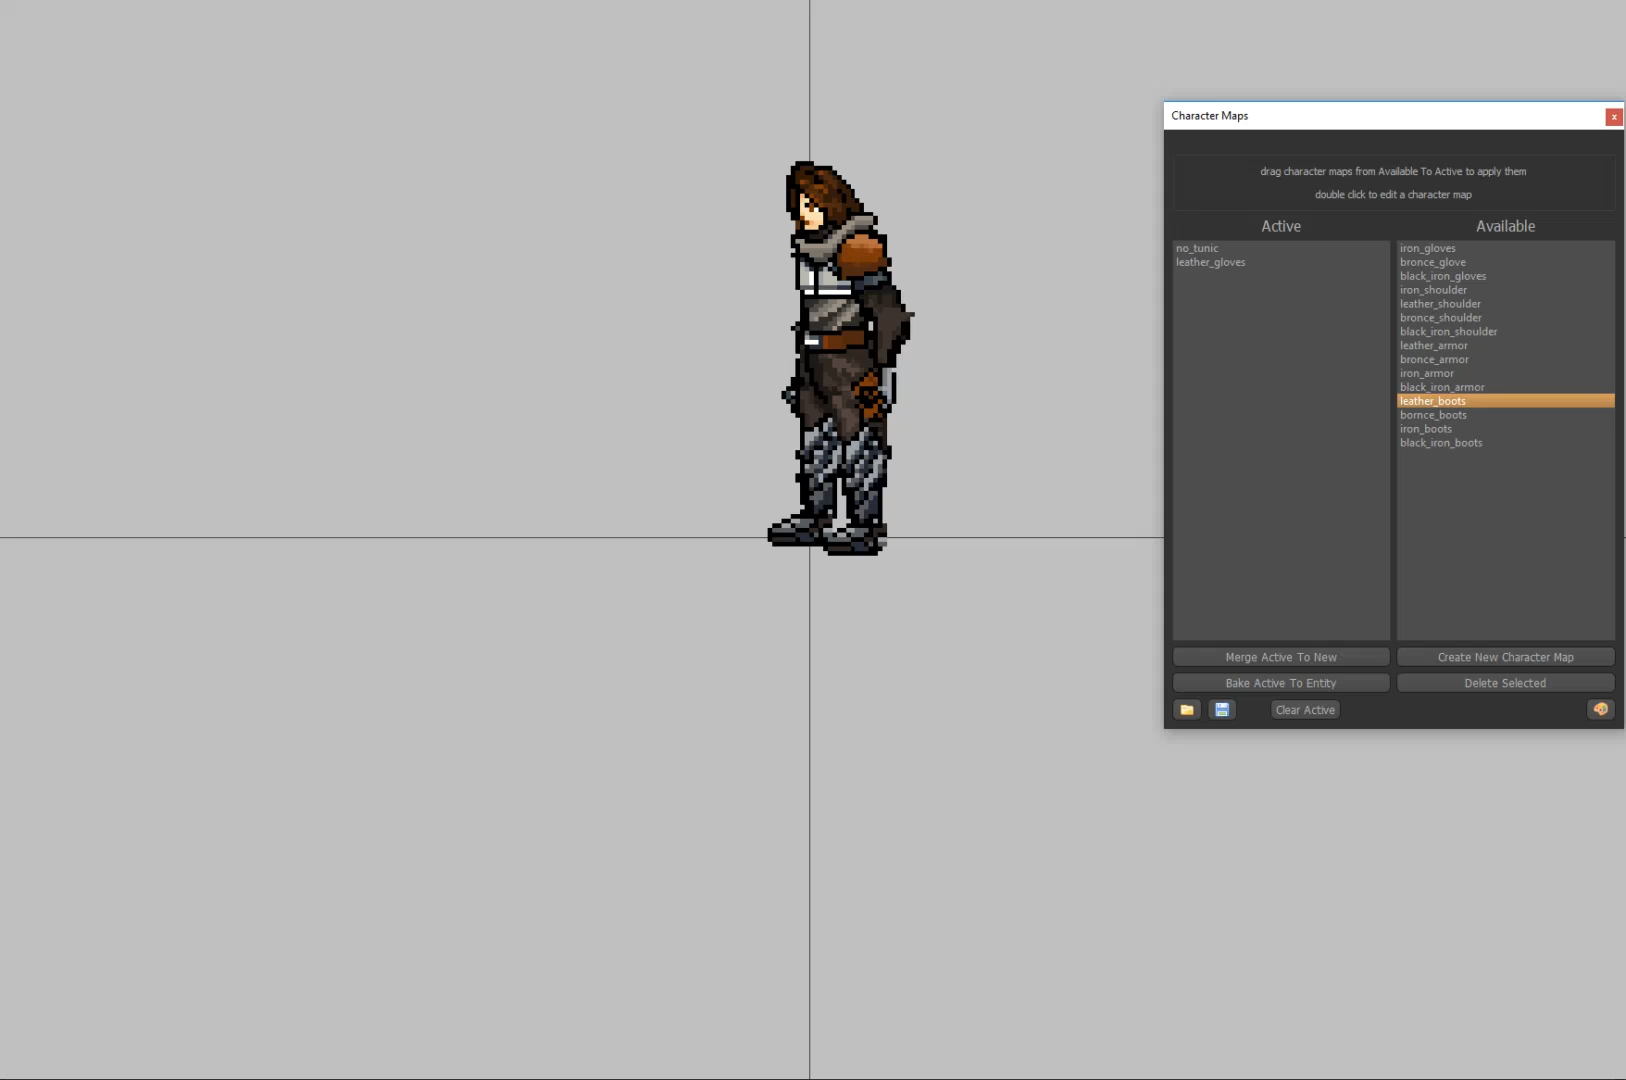 Character Maps
x
drag character maps from Available To Active to apply them
double click to edit a character map
Active
Available
no_tunic
leather_gloves
iron_gloves
bronce_glove
black_iron_gloves
iron_shoulder
leather_shoulder
bronce_shoulder
black_iron_shoulder
leather_armor
bronce_armor
iron_armor
black_iron_armor
leather_boots
bornce_boots
iron_boots
black_iron_boots
Merge Active To New
Create New Character Map
Bake Active To Entity
Delete Selected
Clear Active